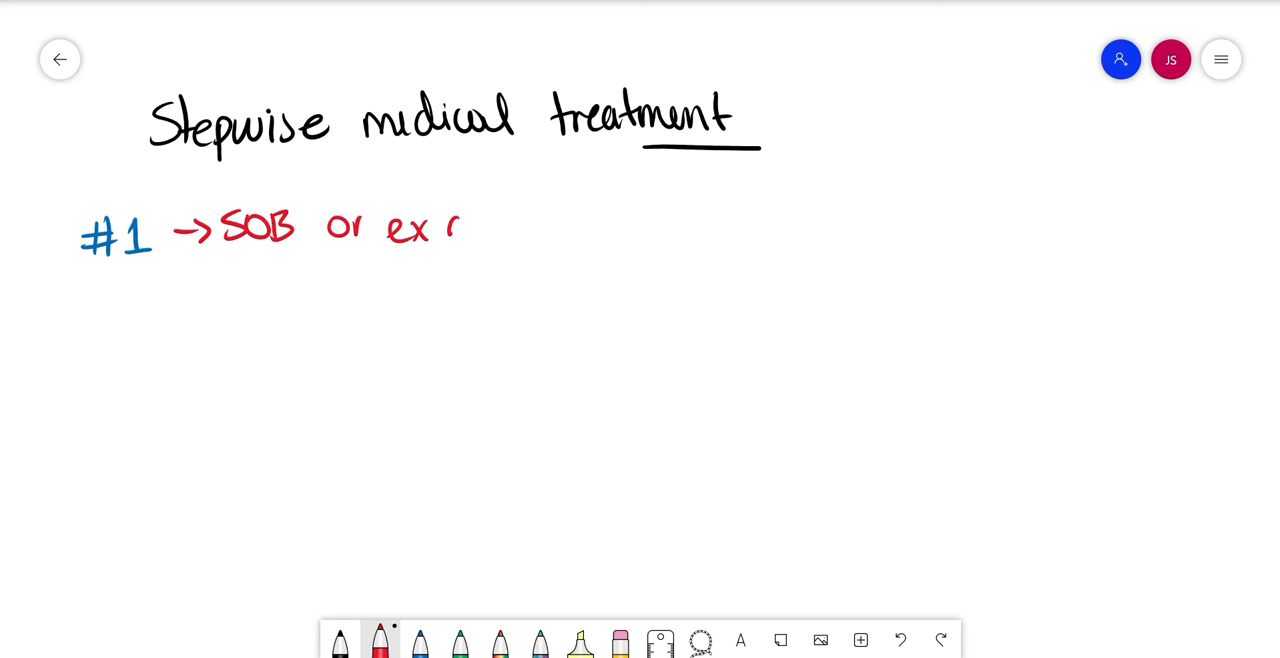 JS
Stepwise medical treatment
#1 → SOB or ex
A